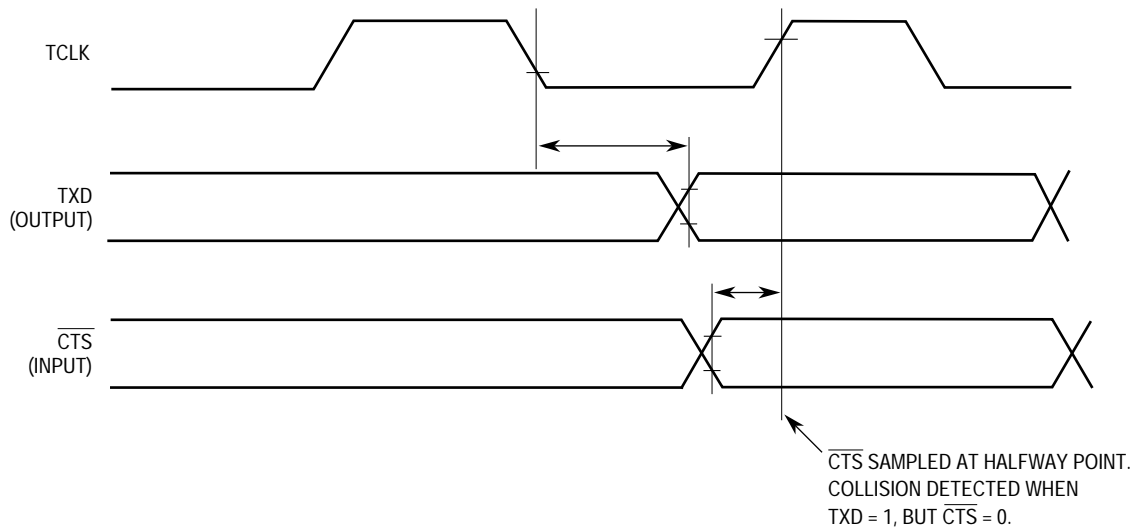 TCLK
TXD
(OUTPUT)
CTS
(INPUT)
CTS SAMPLED AT HALFWAY POINT.
COLLISION DETECTED WHEN
TXD = 1, BUT CTS = 0.